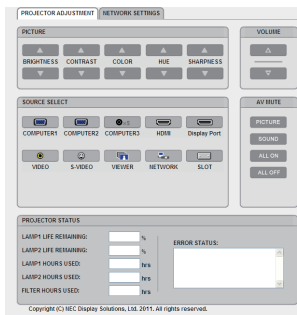 PROJECTOR ADJUSTMENT NETWORK SETTINGS
PICTURE VOLUME
BRIGHTNESS CONTRAST COLOR HUE SHARPNESS
SOURCE SELECT AV MUTE
COMPUTER1 COMPUTER2 COMPUTER3 HDMI Display Port
PICTURE
SOUND
VIDEO S-VIDEO VIEWER NETWORK SLOT
ALL ON
ALL OFF
PROJECTOR STATUS
LAMP1 LIFE REMAINING: %
LAMP2 LIFE REMAINING: %
LAMP1 HOURS USED: hrs
LAMP2 HOURS USED: hrs
FILTER HOURS USED: hrs
ERROR STATUS:
Copyright (C) NEC Display Solutions, Ltd. 2011. All rights reserved.